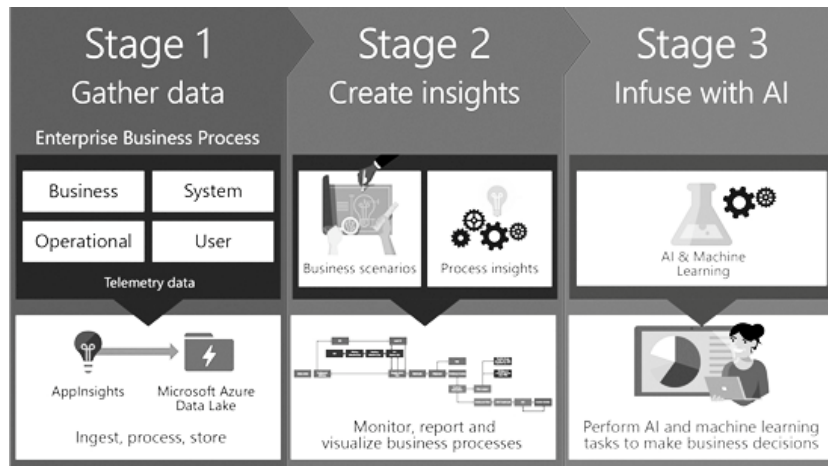 Stage 1
Gather data
Enterprise Business Process
Business
System
Operational
User
Telemetry data
AppInsights
Microsoft Azure
Data Lake
Ingest, process, store
Stage 2
Create insights
Business scenarios
Process insights
Monitor, report and
visualize business processes
Stage 3
Infuse with AI
AI & Machine
Learning
Perform AI and machine learning
tasks to make business decisions